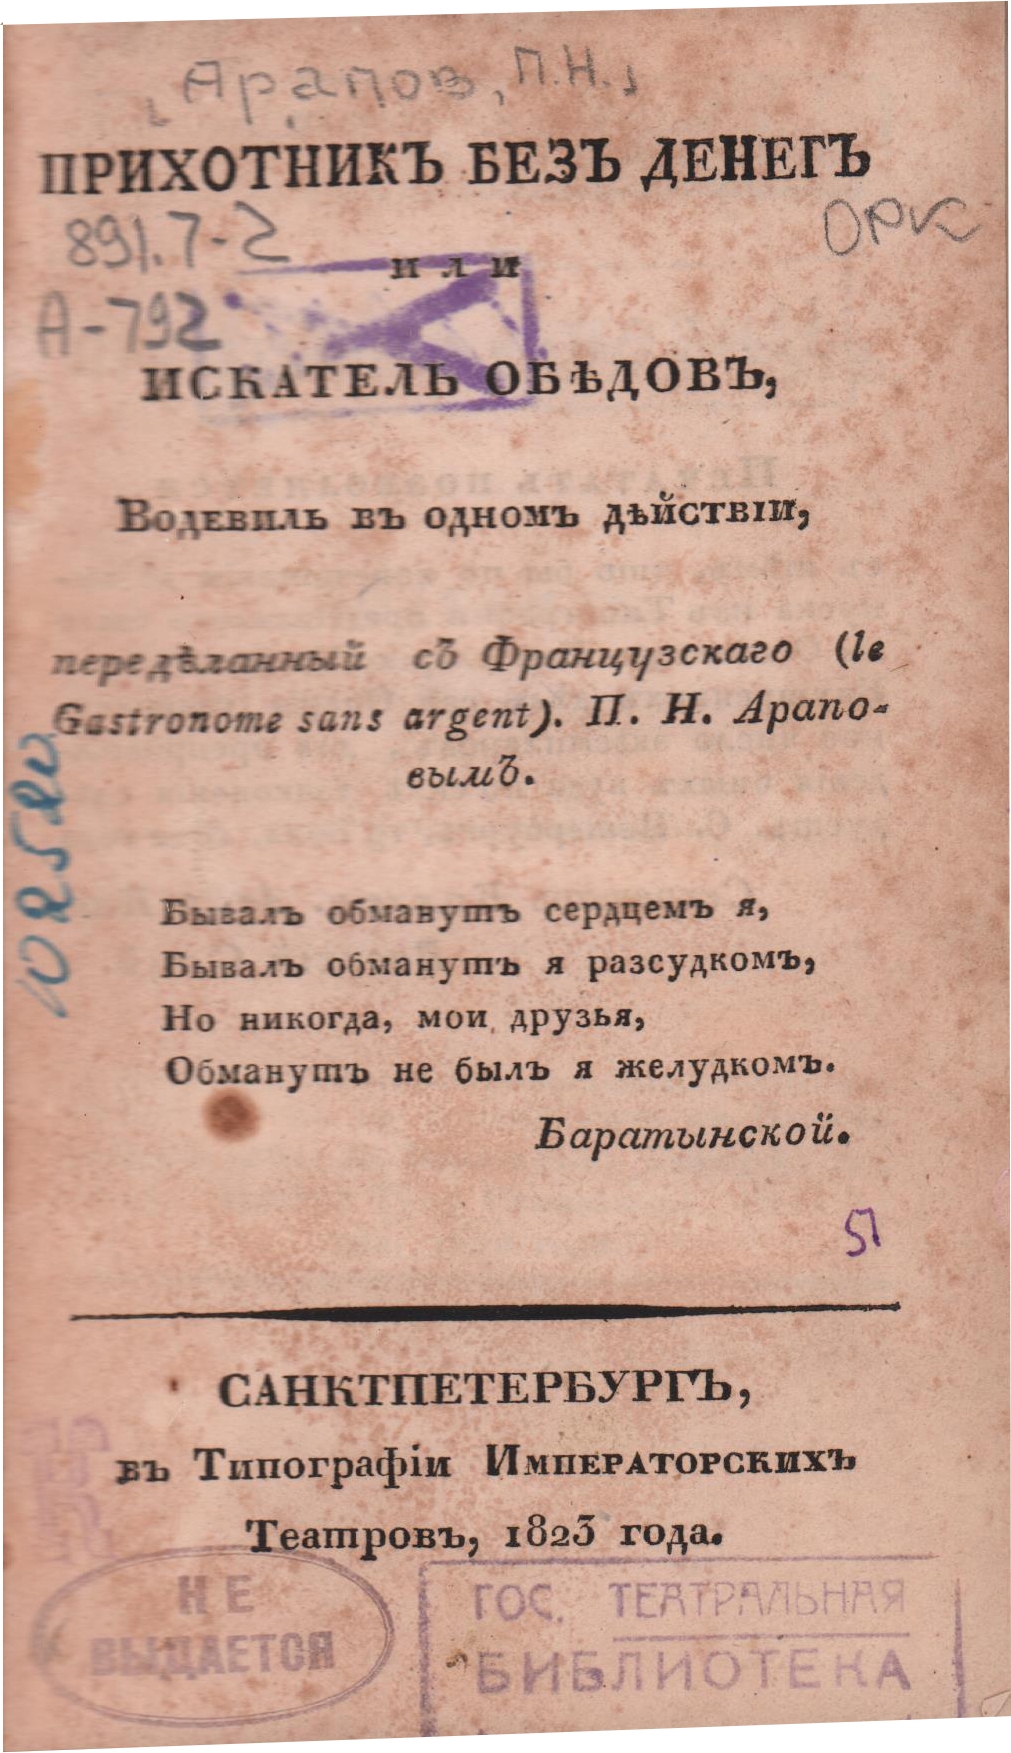 Арапов, П.Н.
ПРИХОТНИКЪ БЕЗЪ ДЕНЕГЪ
891.7-2
ОРК
или
А-792
ИСКАТЕЛЬ ОБѢДОВЪ,
Водевиль въ одномъ дѣйствіи,
передѣланный съ Французскаго (le
Gastronome sans argent). П. Н. Арапо-
вымъ.
Бывалъ обманутъ сердцемъ я,
Бывалъ обманутъ я разсудкомъ,
Но никогда, мои друзья,
Обманутъ не былъ я желудкомъ.
Баратынской.
51
САНКТПЕТЕРБУРГЪ,
въ Типографіи Императорскихъ
Театровъ, 1823 года.
НЕ
ВЫДАЕТСЯ
ГОС. ТЕАТРАЛЬНАЯ
БИБЛИОТЕКА